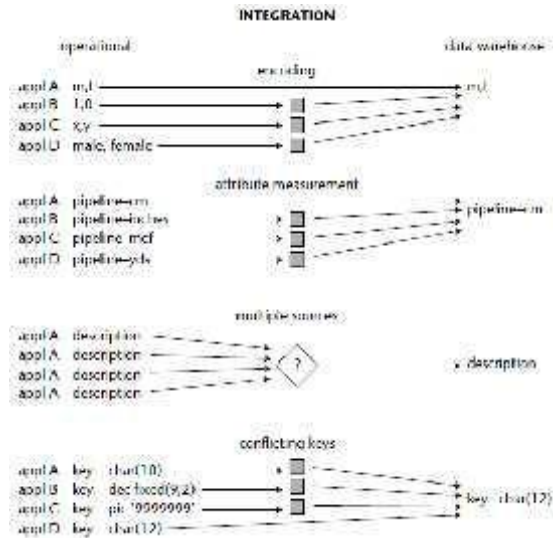 INTEGRATION
operational data warehouse
encoding
appl A m,f m,f
appl B 1,0
appl C x,y
appl D male, female
attribute measurement
appl A pipeline—cm pipeline—cm
appl B pipeline—inches
appl C pipeline—mcf
appl D pipeline—yds
multiple sources
appl A description
appl A description ? description
appl A description
appl A description
conflicting keys
appl A key char(10)
appl B key dec fixed(9,2) key char(12)
appl C key pic '9999999'
appl D key char(12)